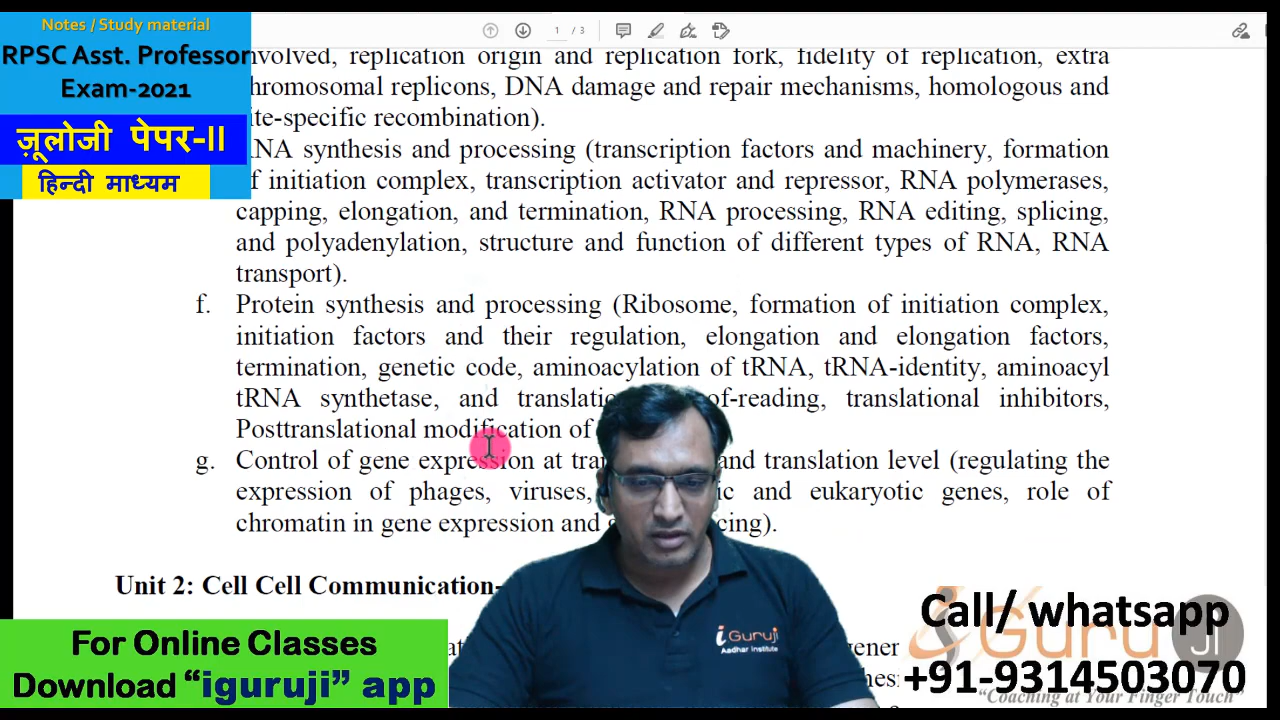 Notes / Study material
RPSC Asst. Professor
Exam-2021
ज़ूलोजी पेपर-II
हिन्दी माध्यम
1 / 3
nvolved, replication origin and replication fork, fidelity of replication, extra
hromosomal replicons, DNA damage and repair mechanisms, homologous and
ite-specific recombination).
NA synthesis and processing (transcription factors and machinery, formation
f initiation complex, transcription activator and repressor, RNA polymerases,
capping, elongation, and termination, RNA processing, RNA editing, splicing,
and polyadenylation, structure and function of different types of RNA, RNA
transport).
f. Protein synthesis and processing (Ribosome, formation of initiation complex,
initiation factors and their regulation, elongation and elongation factors,
termination, genetic code, aminoacylation of tRNA, tRNA-identity, aminoacyl
tRNA synthetase, and translatio of-reading, translational inhibitors,
Posttranslational modification of
g. Control of gene expression at tra and translation level (regulating the
expression of phages, viruses, ic and eukaryotic genes, role of
chromatin in gene expression and cing).
Unit 2: Cell Cell Communication-
iGuruji
Aadhar Institute
For Online Classes
Download “iguruji” app
Call/ whatsapp
+91-9314503070
Guru JI
“Coaching at Your Finger Touch”